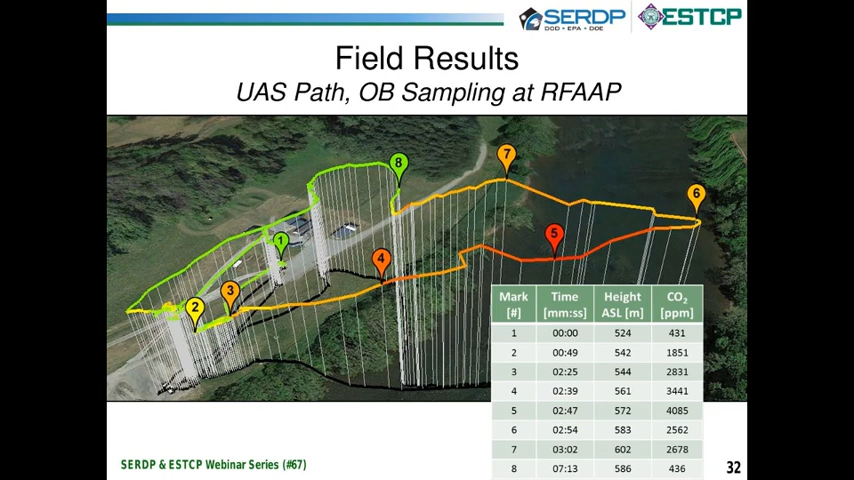 SERDP
DOD • EPA • DOE
ESTCP
Field Results
UAS Path, OB Sampling at RFAAP
8
7
6
1
5
4
3
2
Mark [#] Time [mm:ss] Height ASL [m] CO₂ [ppm]
1 00:00 524 431
2 00:49 542 1851
3 02:25 544 2831
4 02:39 561 3441
5 02:47 572 4085
6 02:54 583 2562
7 03:02 602 2678
8 07:13 586 436
SERDP & ESTCP Webinar Series (#67)
32